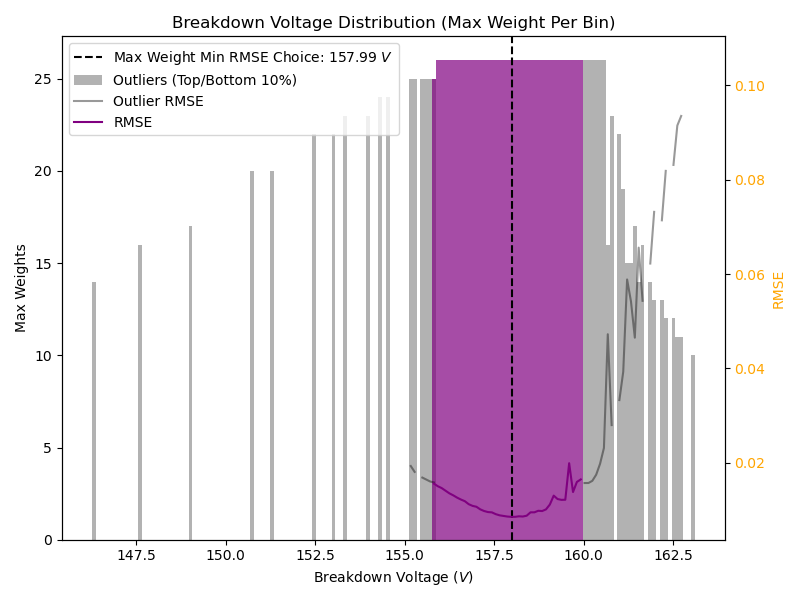 Breakdown Voltage Distribution (Max Weight Per Bin)
Max Weight Min RMSE Choice: 157.99 V
Outliers (Top/Bottom 10%)
Outlier RMSE
RMSE
25
20
15
10
5
0
Max Weights
0.10
0.08
0.06
0.04
0.02
RMSE
147.5 150.0 152.5 155.0 157.5 160.0 162.5
Breakdown Voltage (V)